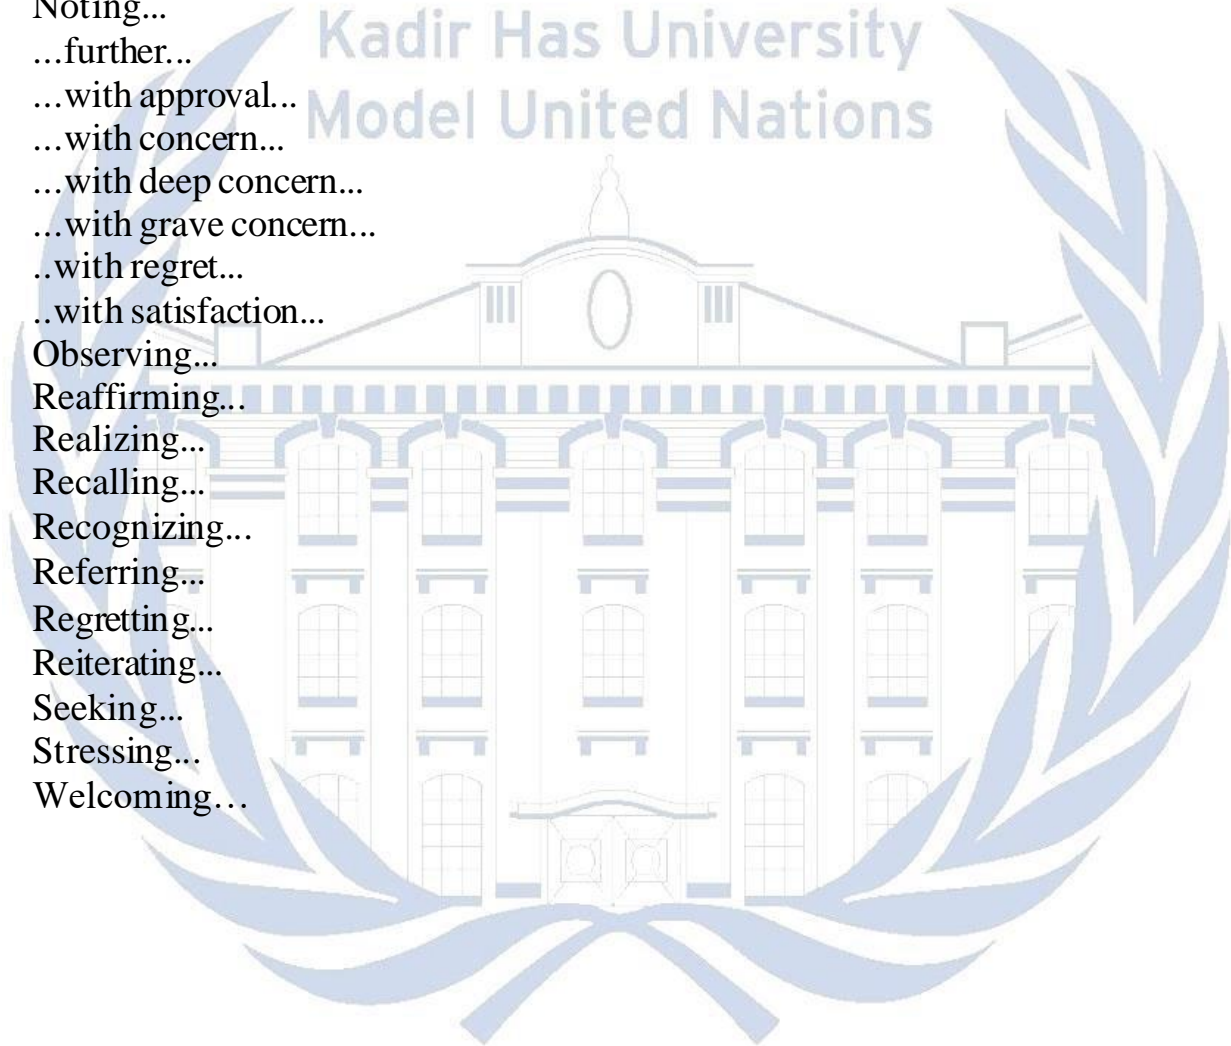 Noting...
Kadir Has University
...further...
...with approval...
Model United Nations
...with concern...
...with deep concern...
...with grave concern...
..with regret...
..with satisfaction...
Observing...
Reaffirming...
Realizing...
Recalling...
Recognizing...
Referring...
Regretting...
Reiterating...
Seeking...
Stressing...
Welcoming…